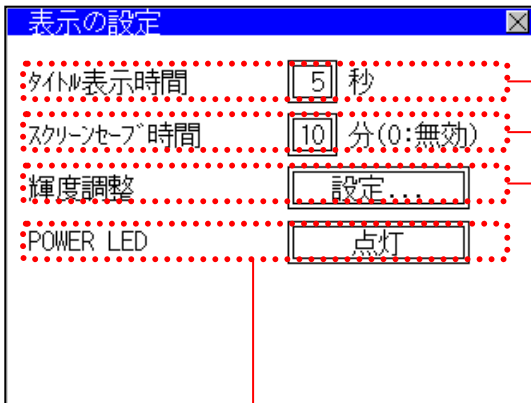 表示の設定
ﾀｲﾄﾙ表示時間 5 秒
ｽｸﾘｰﾝｾｰﾌﾞ時間 10 分(0:無効)
輝度調整 設定...
POWER LED 点灯